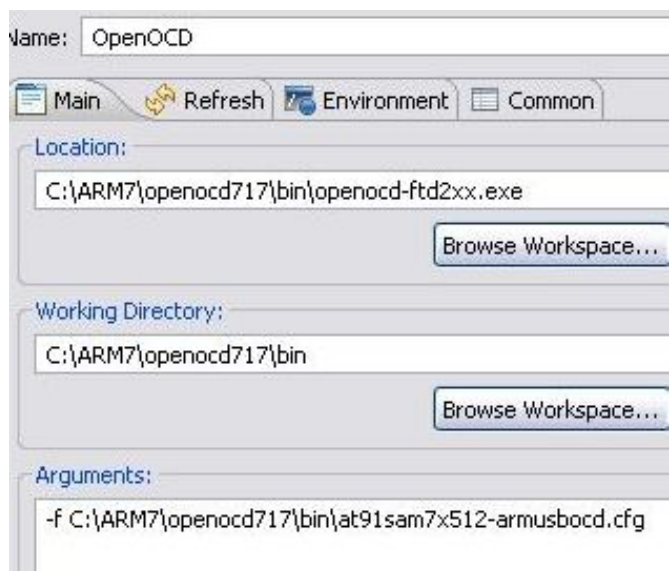 Name: OpenOCD
Main Refresh Environment Common
Location:
C:\ARM7\openocd717\bin\openocd-ftd2xx.exe
Browse Workspace...
Working Directory:
C:\ARM7\openocd717\bin
Browse Workspace...
Arguments:
-f C:\ARM7\openocd717\bin\at91sam7x512-armusbocd.cfg